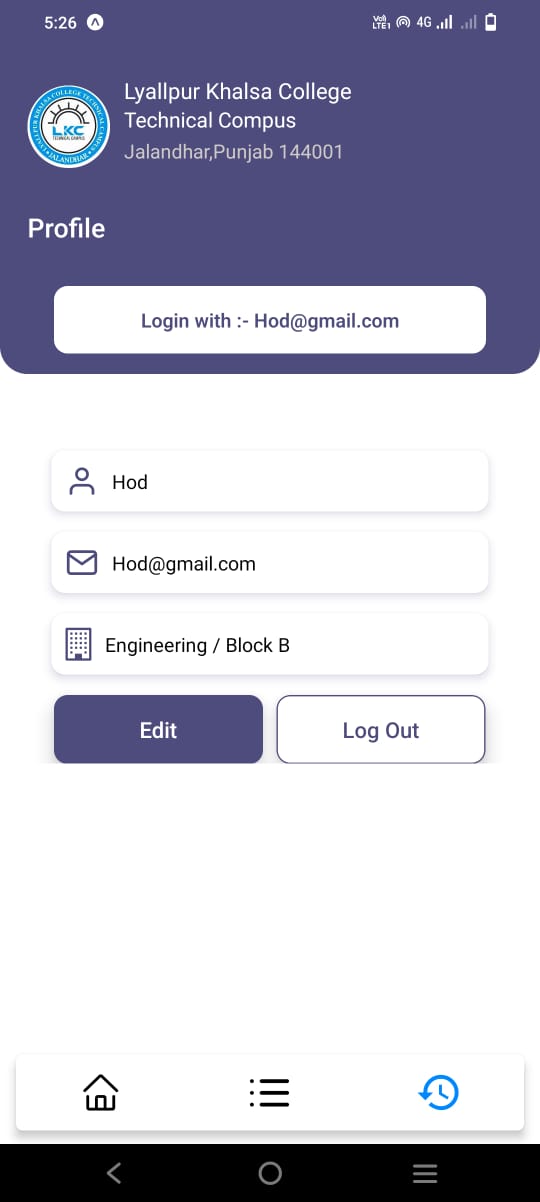 5:26
Vo)
LTE1
4G
Lyallpur Khalsa College
Technical Compus
Jalandhar,Punjab 144001
LKC
TECHNICAL CAMPUS
LYALLPUR KHALSA COLLEGE TECHNICAL CAMPUS
JALANDHAR
Profile
Login with :- Hod@gmail.com
Hod
Hod@gmail.com
Engineering / Block B
Edit
Log Out